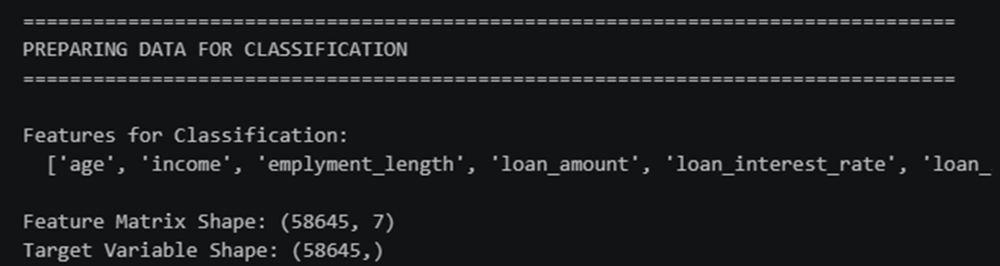 ================================================================================
PREPARING DATA FOR CLASSIFICATION
================================================================================
Features for Classification:
['age', 'income', 'emplyment_length', 'loan_amount', 'loan_interest_rate', 'loan_
Feature Matrix Shape: (58645, 7)
Target Variable Shape: (58645,)